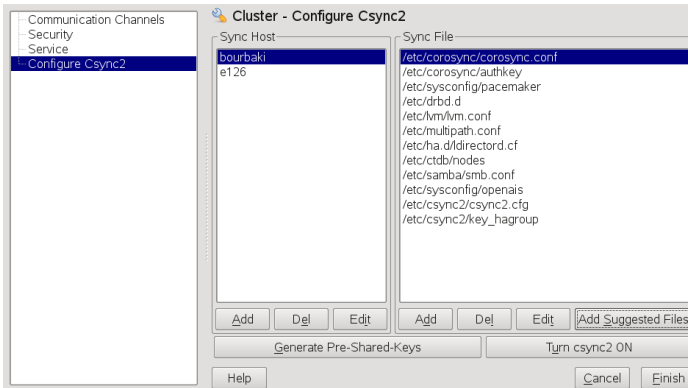 Communication Channels
Security
Service
Configure Csync2
Cluster - Configure Csync2
Sync Host
bourbaki
e126
Add Del Edit
Sync File
/etc/corosync/corosync.conf
/etc/corosync/authkey
/etc/sysconfig/pacemaker
/etc/drbd.d
/etc/lvm/lvm.conf
/etc/multipath.conf
/etc/ha.d/ldirectord.cf
/etc/ctdb/nodes
/etc/samba/smb.conf
/etc/sysconfig/openais
/etc/csync2/csync2.cfg
/etc/csync2/key_hagroup
Add Del Edit Add Suggested Files
Generate Pre-Shared-Keys Turn csync2 ON
Help Cancel Finish